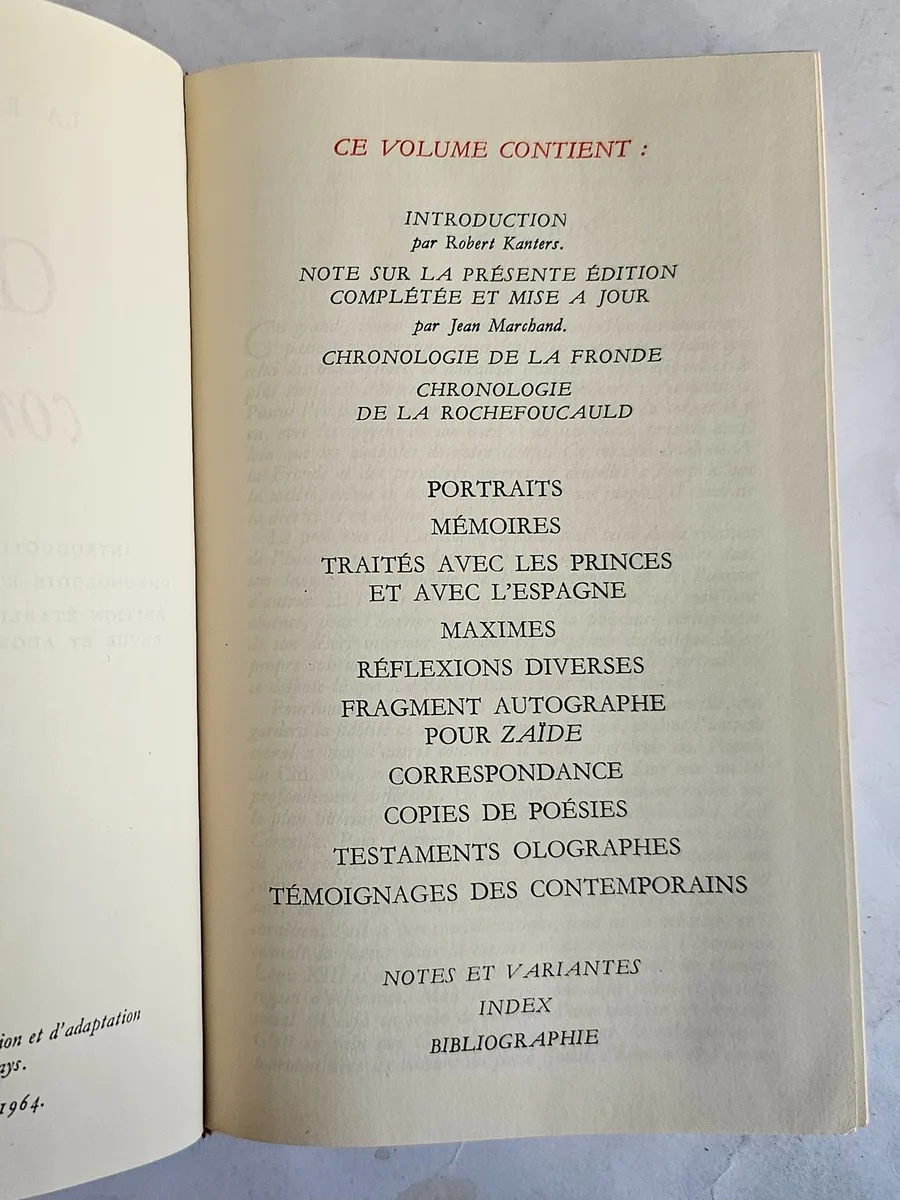 ion et d'adaptation
ays.
1964.
CE VOLUME CONTIENT :
INTRODUCTION
par Robert Kanters.
NOTE SUR LA PRÉSENTE ÉDITION
COMPLÉTÉE ET MISE A JOUR
par Jean Marchand.
CHRONOLOGIE DE LA FRONDE
CHRONOLOGIE
DE LA ROCHEFOUCAULD
PORTRAITS
MÉMOIRES
TRAITÉS AVEC LES PRINCES
ET AVEC L'ESPAGNE
MAXIMES
RÉFLEXIONS DIVERSES
FRAGMENT AUTOGRAPHE
POUR ZAÏDE
CORRESPONDANCE
COPIES DE POÉSIES
TESTAMENTS OLOGRAPHES
TÉMOIGNAGES DES CONTEMPORAINS
NOTES ET VARIANTES
INDEX
BIBLIOGRAPHIE